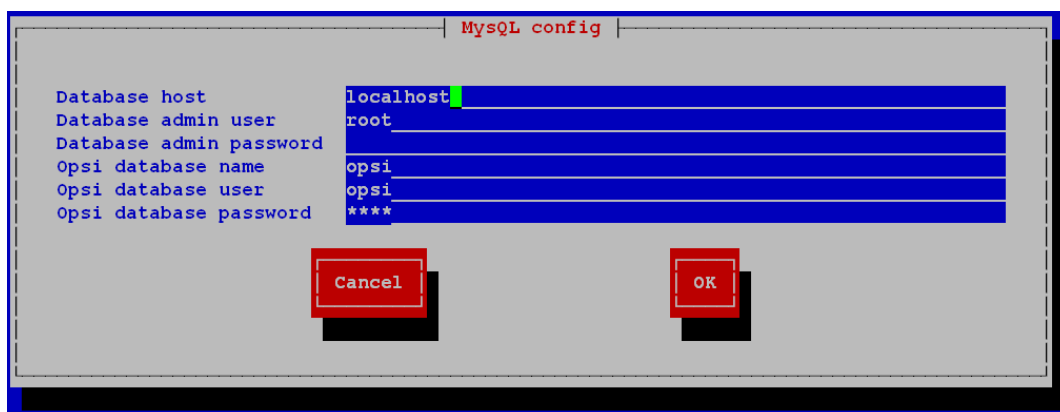 MysQL config
Database host localhost
Database admin user root
Database admin password
Opsi database name opsi
Opsi database user opsi
Opsi database password ****
Cancel OK